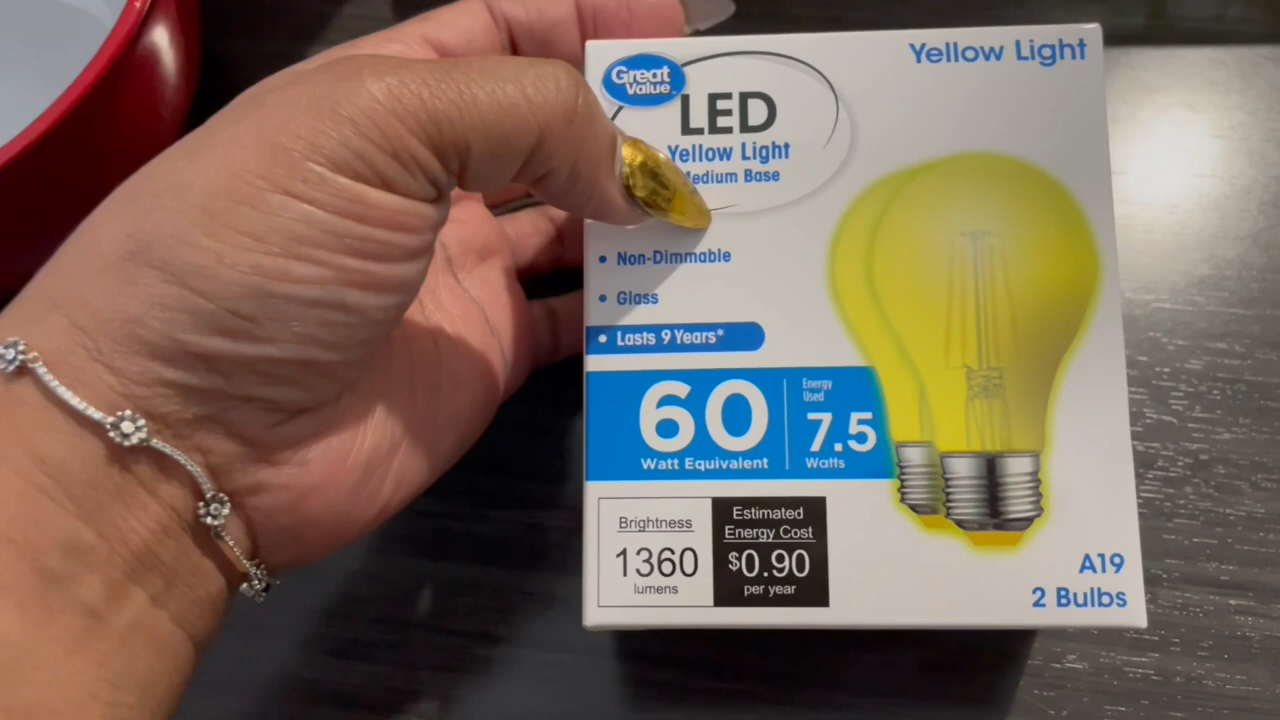 Yellow Light
Great
Value
LED
Yellow Light
Medium Base
• Non-Dimmable
• Glass
• Lasts 9 Years*
60
Watt Equivalent
Energy
Used
7.5
Watts
Brightness
1360
lumens
Estimated
Energy Cost
$0.90
per year
A19
2 Bulbs